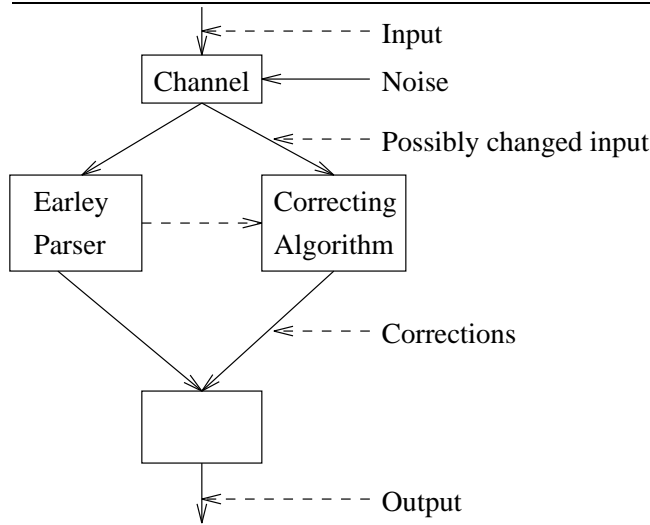 Input
Channel
Noise
Possibly changed input
Earley
Parser
Correcting
Algorithm
Corrections
Output